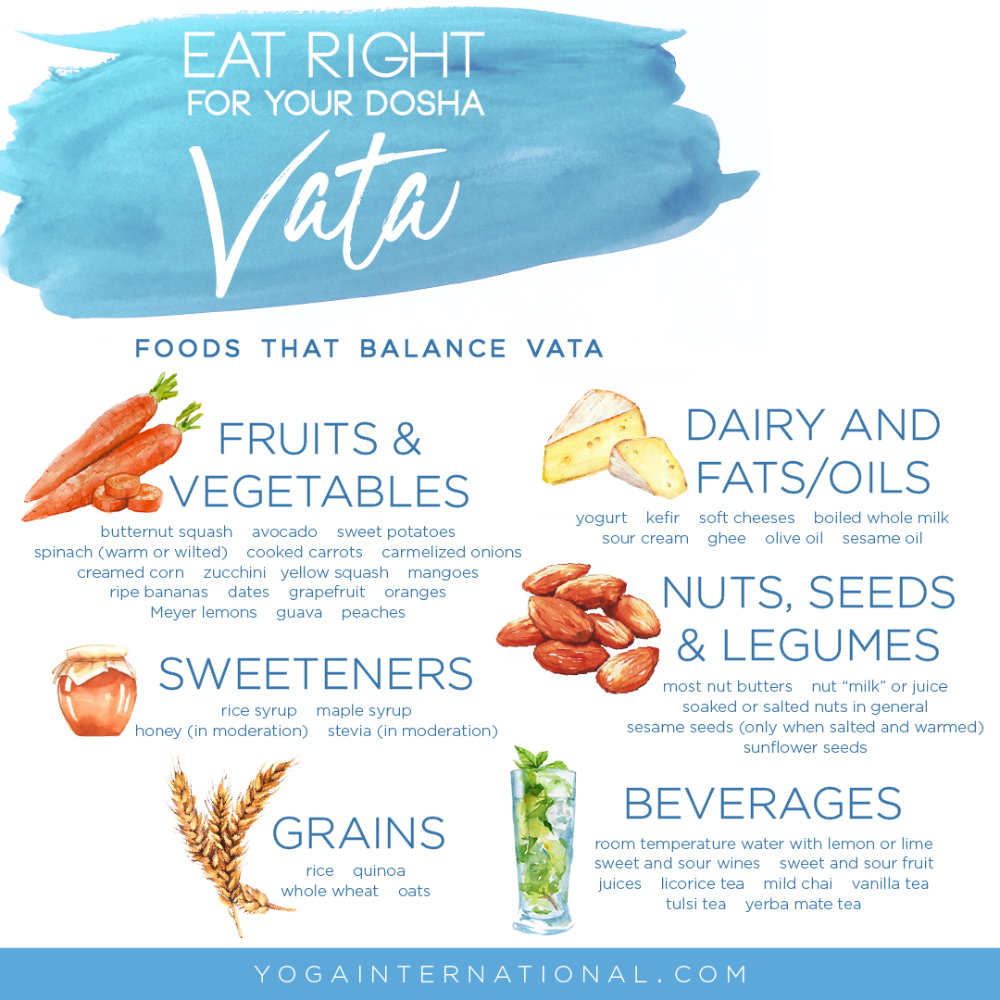 EAT RIGHT
FOR YOUR DOSHA
Vata
FOODS THAT BALANCE VATA
FRUITS &
VEGETABLES
butternut squash avocado sweet potatoes
spinach (warm or wilted) cooked carrots carmelized onions
creamed corn zucchini yellow squash mangoes
ripe bananas dates grapefruit oranges
Meyer lemons guava peaches
DAIRY AND
FATS/OILS
yogurt kefir soft cheeses boiled whole milk
sour cream ghee olive oil sesame oil
NUTS, SEEDS
& LEGUMES
most nut butters nut “milk” or juice
soaked or salted nuts in general
sesame seeds (only when salted and warmed)
sunflower seeds
SWEETENERS
rice syrup maple syrup
honey (in moderation) stevia (in moderation)
GRAINS
rice quinoa
whole wheat oats
BEVERAGES
room temperature water with lemon or lime
sweet and sour wines sweet and sour fruit
juices licorice tea mild chai vanilla tea
tulsi tea yerba mate tea
YOGAINTERNATIONAL.COM